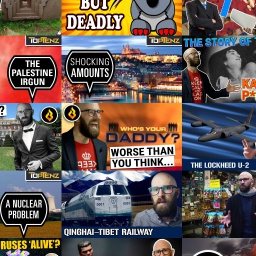 BUT
DEADLY
TOPTENZ
TOPTENZ
THE STORY OF
THE
PALESTINE
IRGUN
SHOCKING
AMOUNTS
KA
P
?
WHO'S YOUR
DADDY?
WORSE THAN
YOU THINK...
THE LOCKHEED U-2
A NUCLEAR
PROBLEM
QINGHAI-TIBET RAILWAY
RUSES 'ALIVE'?